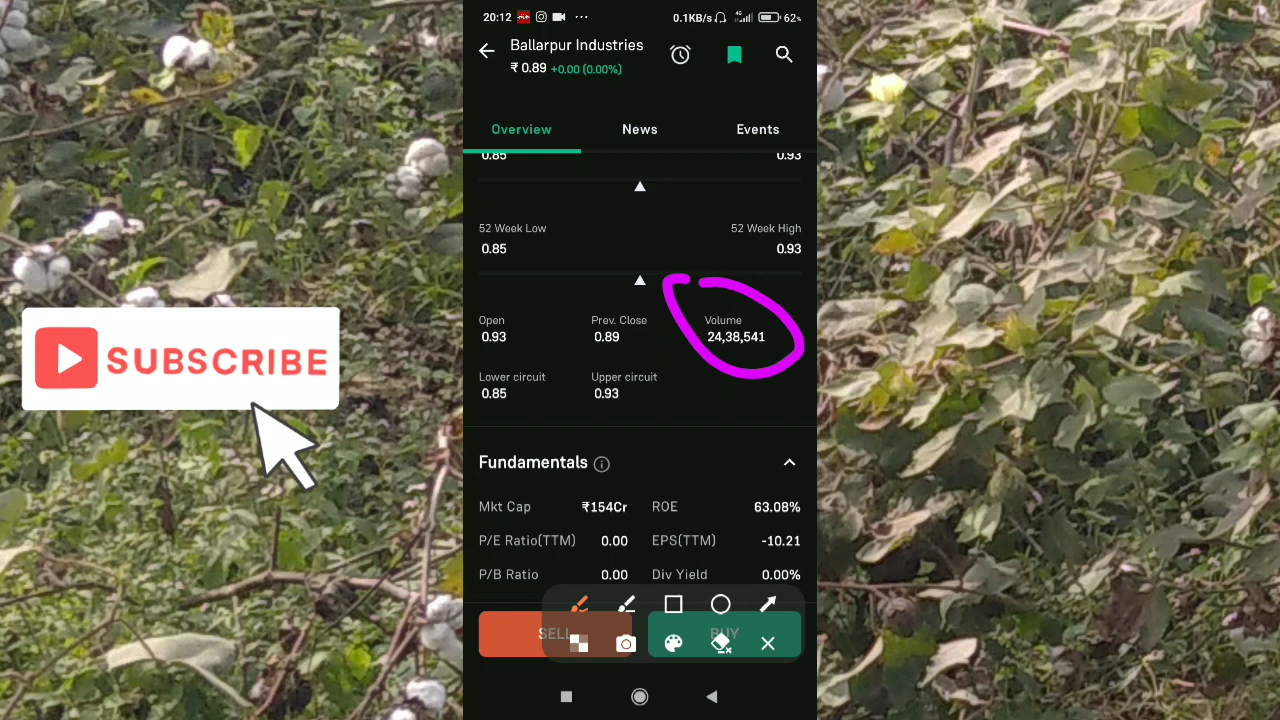 20:12 0.1KB/s 4G 62%
Ballarpur Industries
₹ 0.89 +0.00 (0.00%)
Overview News Events
0.85 0.93
52 Week Low 52 Week High
0.85 0.93
Open Prev. Close Volume
0.93 0.89 24,38,541
Lower circuit Upper circuit
0.85 0.93
SUBSCRIBE
Fundamentals
Mkt Cap ₹154Cr ROE 63.08%
P/E Ratio(TTM) 0.00 EPS(TTM) -10.21
P/B Ratio 0.00 Div Yield 0.00%
SELL BUY